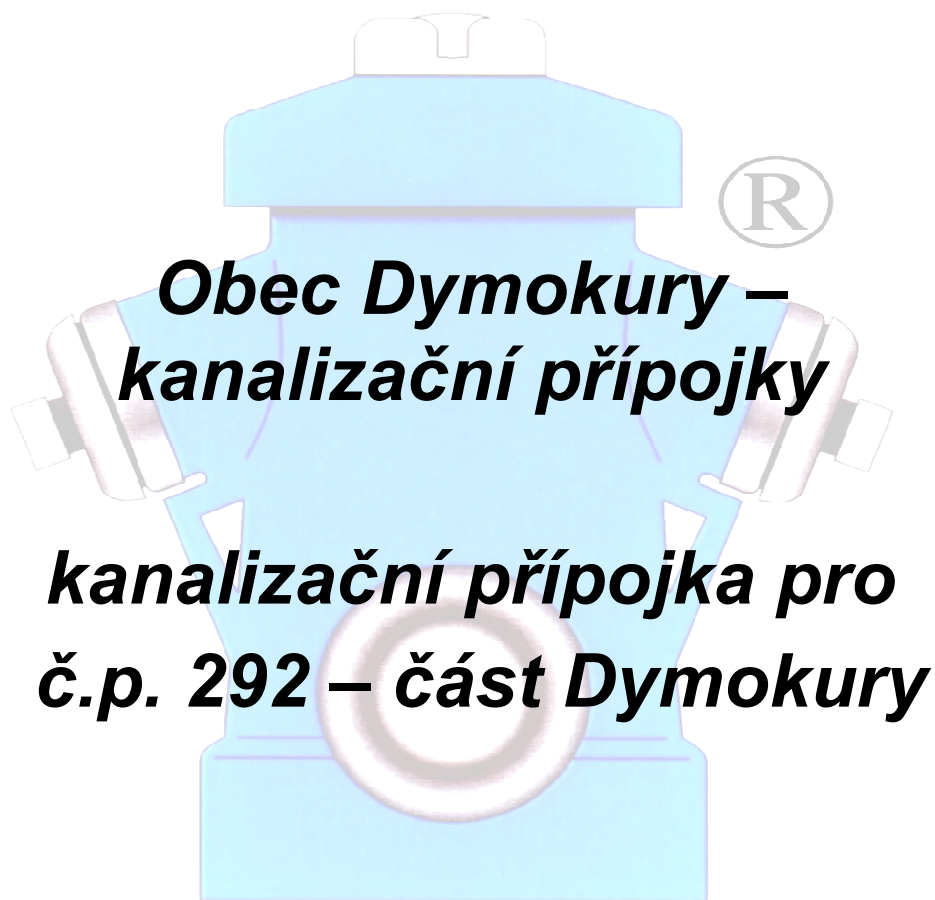 ®
Obec Dymokury –
kanalizační přípojky
kanalizační přípojka pro
č.p. 292 – část Dymokury